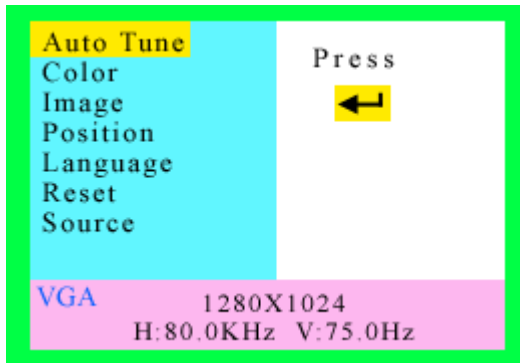 Auto Tune
Color
Image
Position
Language
Reset
Source
Press
VGA
1280X1024
H:80.0KHz V:75.0Hz